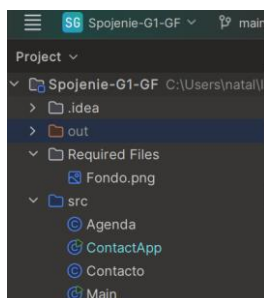 SG Spojenie-G1-GF main
Project
Spojenie-G1-GF C:\Users\natal\I
.idea
out
Required Files
Fondo.png
src
Agenda
ContactApp
Contacto
Main